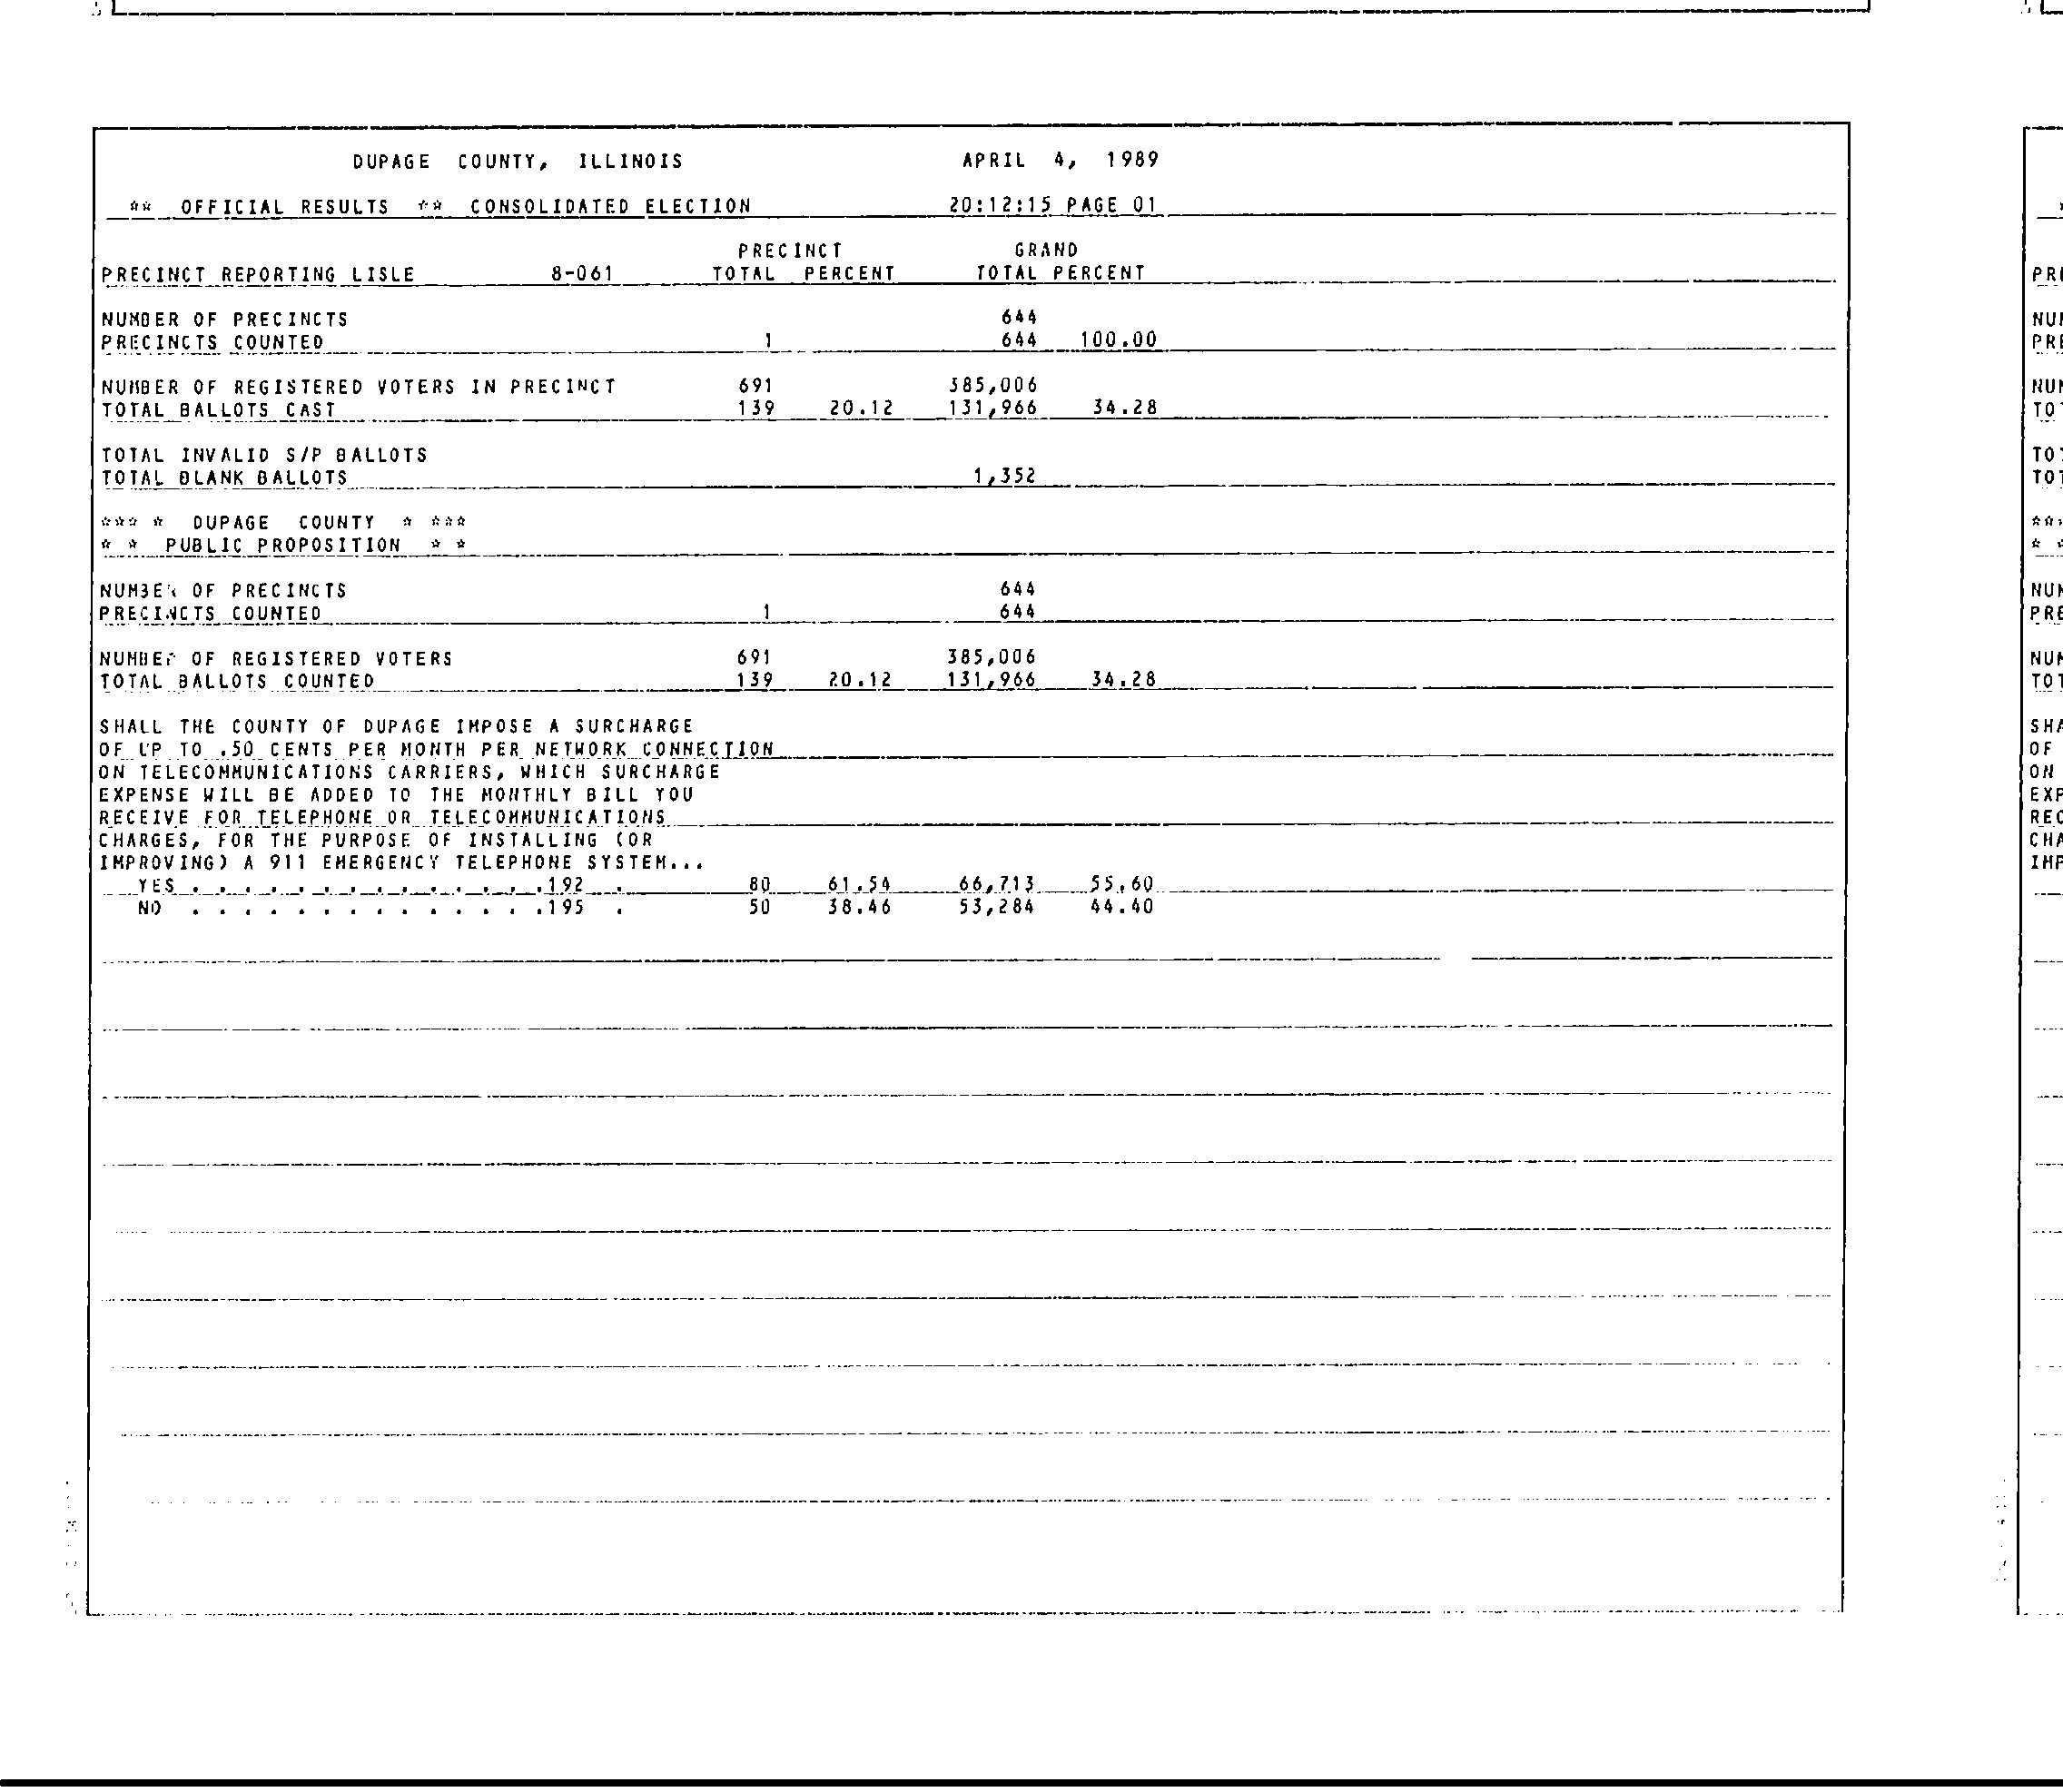 DUPAGE COUNTY, ILLINOIS APRIL 4, 1989
** OFFICIAL RESULTS ** CONSOLIDATED ELECTION 20:12:15 PAGE 01
PRECINCT GRAND
PRECINCT REPORTING LISLE 8-061 TOTAL PERCENT TOTAL PERCENT
NUMBER OF PRECINCTS 644
PRECINCTS COUNTED 1 644 100.00
NUMBER OF REGISTERED VOTERS IN PRECINCT 691 385,006
TOTAL BALLOTS CAST 139 20.12 131,966 34.28
TOTAL INVALID S/P BALLOTS
TOTAL BLANK BALLOTS 1,352
*** * DUPAGE COUNTY * ***
* * PUBLIC PROPOSITION * *
NUMBER OF PRECINCTS 644
PRECINCTS COUNTED 1 644
NUMBER OF REGISTERED VOTERS 691 385,006
TOTAL BALLOTS COUNTED 139 20.12 131,966 34.28
SHALL THE COUNTY OF DUPAGE IMPOSE A SURCHARGE
OF UP TO .50 CENTS PER MONTH PER NETWORK CONNECTION
ON TELECOMMUNICATIONS CARRIERS, WHICH SURCHARGE
EXPENSE WILL BE ADDED TO THE MONTHLY BILL YOU
RECEIVE FOR TELEPHONE OR TELECOMMUNICATIONS
CHARGES, FOR THE PURPOSE OF INSTALLING (OR
IMPROVING) A 911 EMERGENCY TELEPHONE SYSTEM...
YES . . . . . . . . . . . . . .192 . 80 61.54 66,713 55.60
NO . . . . . . . . . . . . . .195 . 50 38.46 53,284 44.40